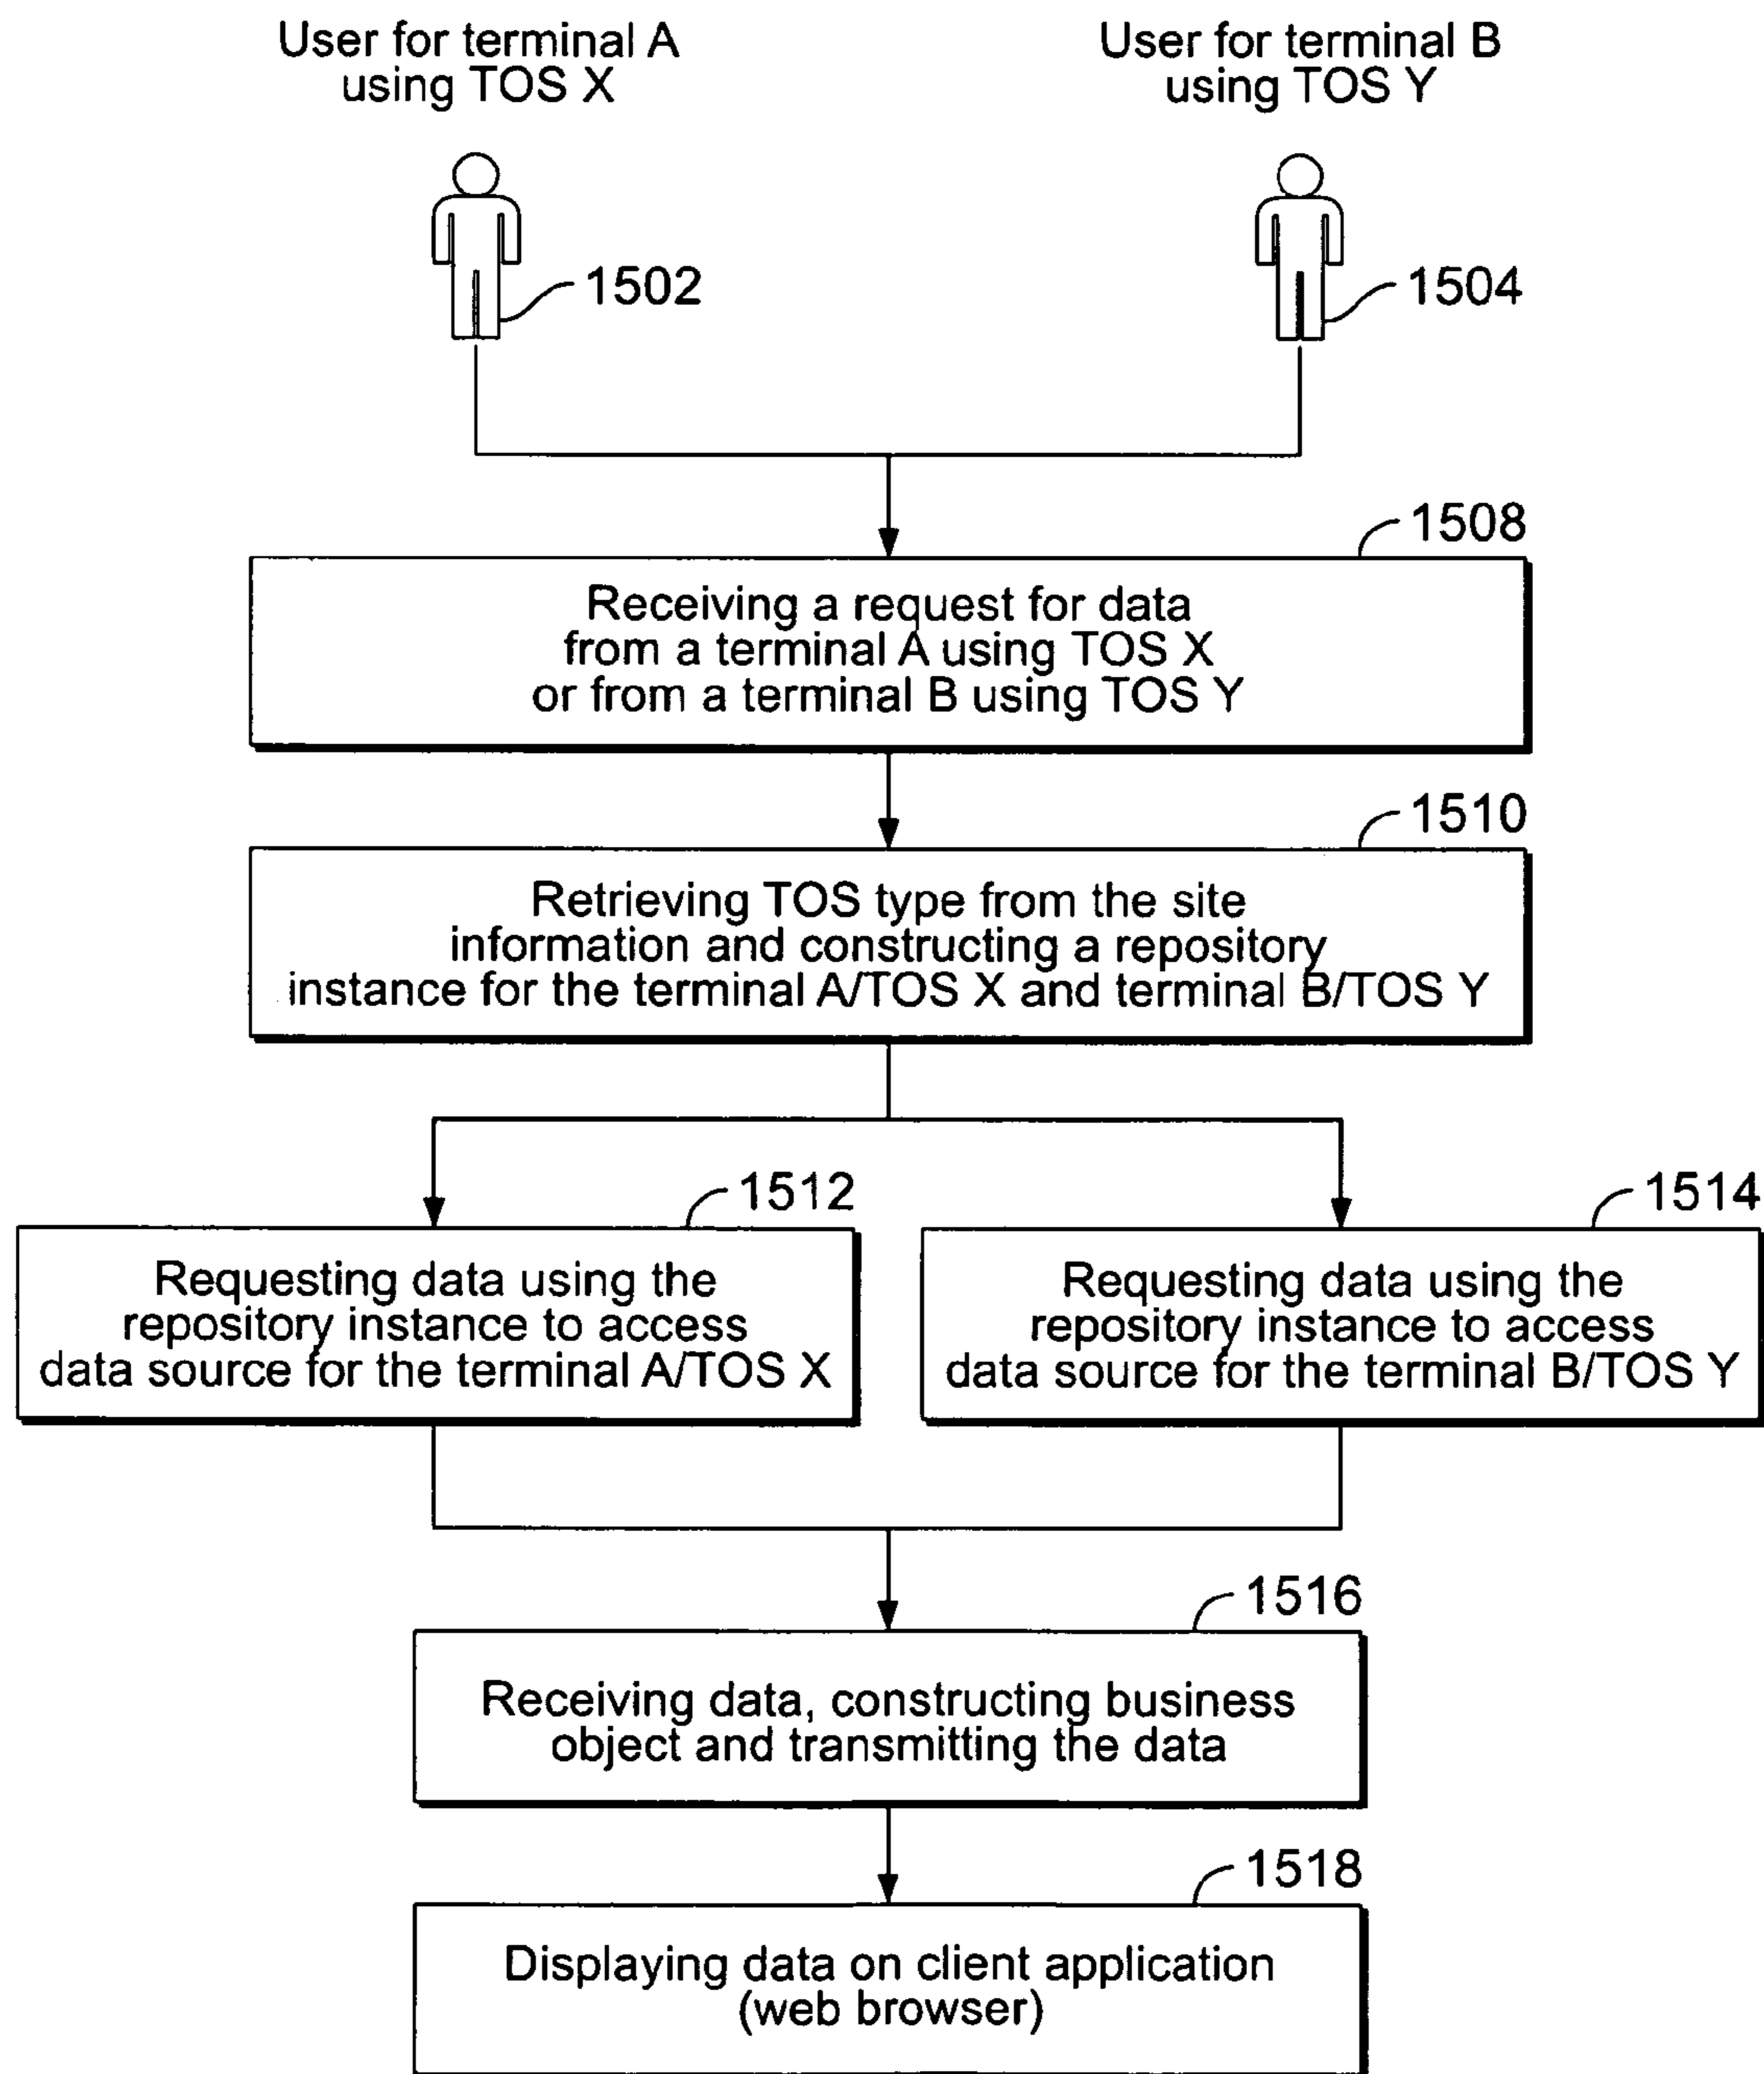 User for terminal A
using TOS X
User for terminal B
using TOS Y
1502
1504
1508
Receiving a request for data
from a terminal A using TOS X
or from a terminal B using TOS Y
1510
Retrieving TOS type from the site
information and constructing a repository
instance for the terminal A/TOS X and terminal B/TOS Y
1512
Requesting data using the
repository instance to access
data source for the terminal A/TOS X
1514
Requesting data using the
repository instance to access
data source for the terminal B/TOS Y
1516
Receiving data, constructing business
object and transmitting the data
1518
Displaying data on client application
(web browser)